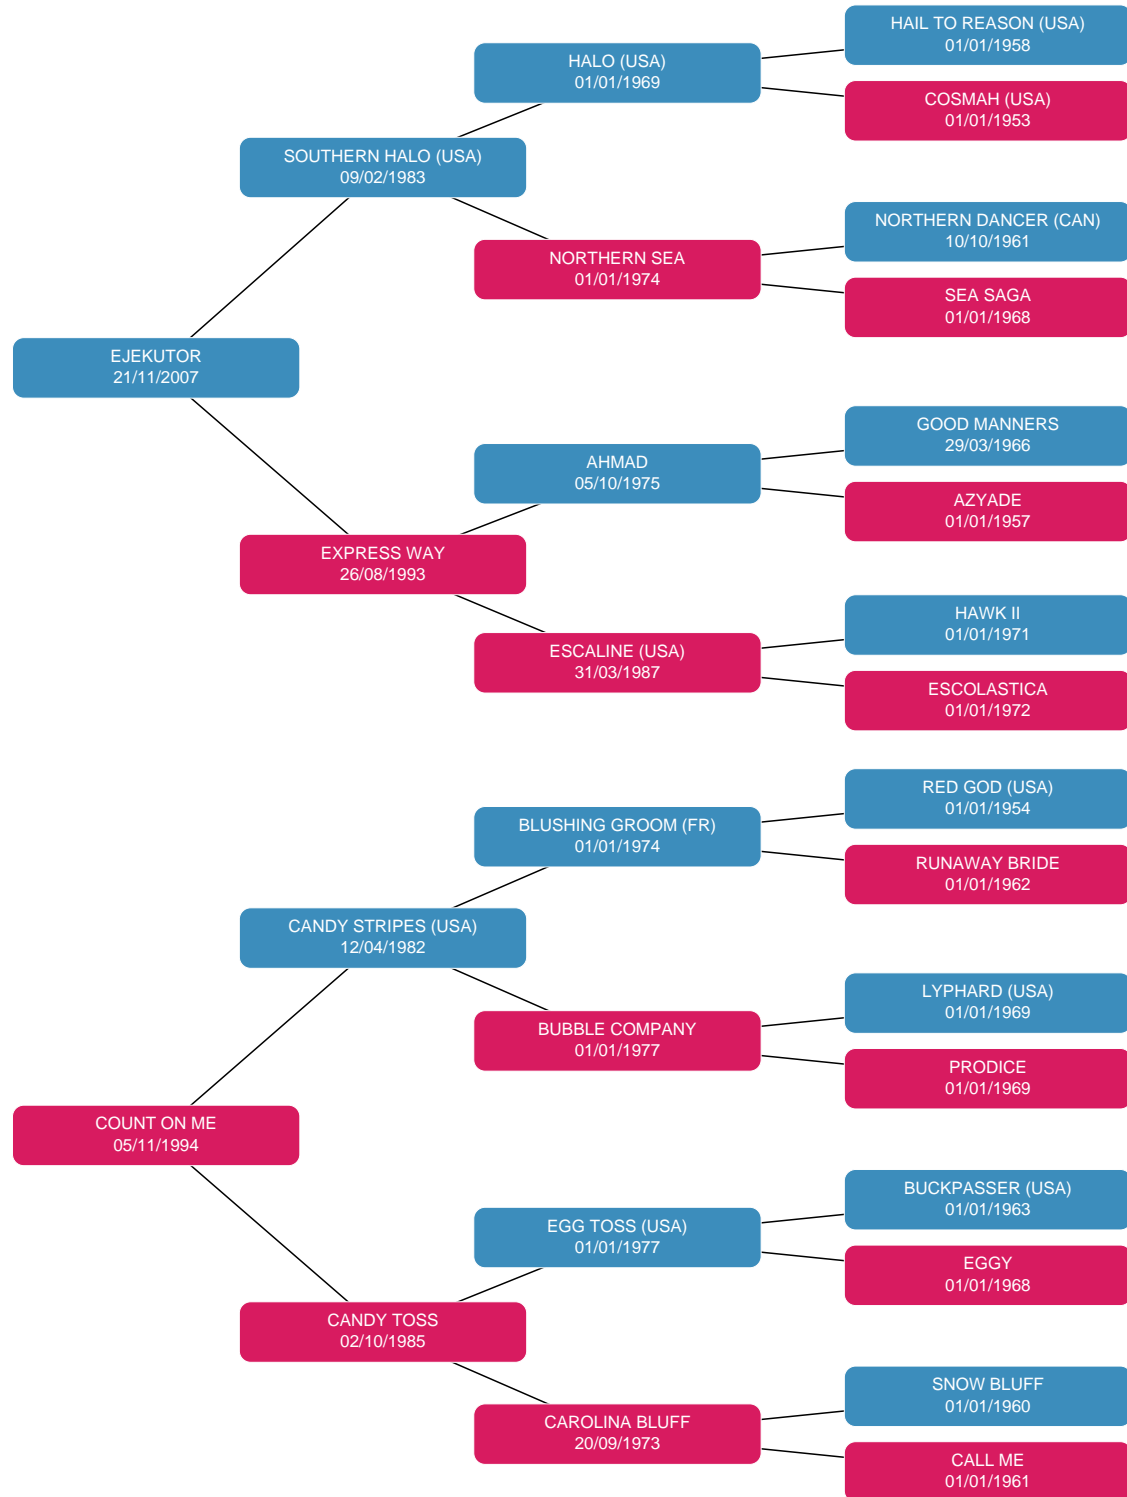 HAIL TO REASON (USA)
01/01/1958
HALO (USA)
01/01/1969
COSMAH (USA)
01/01/1953
SOUTHERN HALO (USA)
09/02/1983
NORTHERN DANCER (CAN)
10/10/1961
NORTHERN SEA
01/01/1974
SEA SAGA
01/01/1968
EJEKUTOR
21/11/2007
GOOD MANNERS
29/03/1966
AHMAD
05/10/1975
AZYADE
01/01/1957
EXPRESS WAY
26/08/1993
HAWK II
01/01/1971
ESCALINE (USA)
31/03/1987
ESCOLASTICA
01/01/1972
RED GOD (USA)
01/01/1954
BLUSHING GROOM (FR)
01/01/1974
RUNAWAY BRIDE
01/01/1962
CANDY STRIPES (USA)
12/04/1982
LYPHARD (USA)
01/01/1969
BUBBLE COMPANY
01/01/1977
PRODICE
01/01/1969
COUNT ON ME
05/11/1994
BUCKPASSER (USA)
01/01/1963
EGG TOSS (USA)
01/01/1977
EGGY
01/01/1968
CANDY TOSS
02/10/1985
SNOW BLUFF
01/01/1960
CAROLINA BLUFF
20/09/1973
CALL ME
01/01/1961